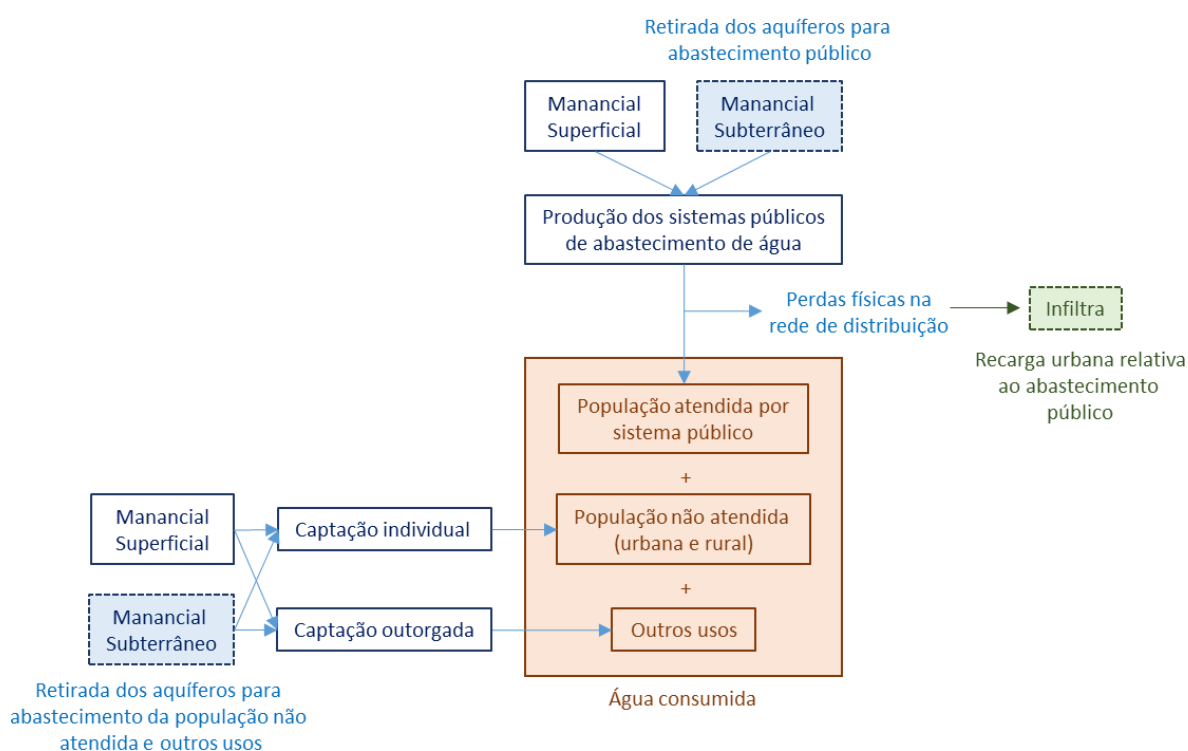 Retirada dos aquíferos para
abastecimento público
Manancial
Superficial
Manancial
Subterrâneo
Produção dos sistemas públicos
de abastecimento de água
Perdas físicas na
rede de distribuição
Infiltra
Recarga urbana relativa
ao abastecimento
público
População atendida por
sistema público
+
Manancial
Superficial
Captação individual
População não atendida
(urbana e rural)
+
Manancial
Subterrâneo
Captação outorgada
Outros usos
Água consumida
Retirada dos aquíferos para
abastecimento da população não
atendida e outros usos